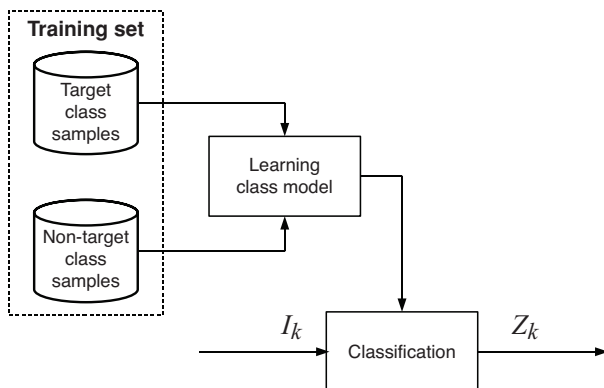 Training set
Target
class
samples
Learning
class model
Non-target
class
samples
I_k
Classification
Z_k